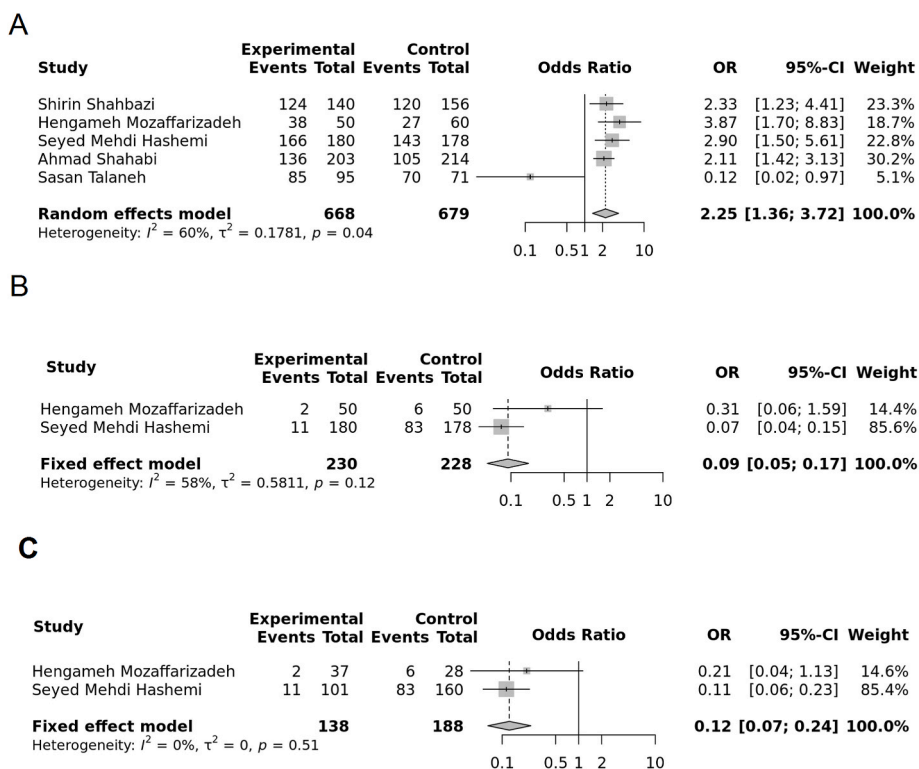 A
Experimental Control
Study Events Total Events Total Odds Ratio OR 95%-CI Weight
Shirin Shahbazi 124 140 120 156 2.33 [1.23; 4.41] 23.3%
Hengameh Mozaffarizadeh 38 50 27 60 3.87 [1.70; 8.83] 18.7%
Seyed Mehdi Hashemi 166 180 143 178 2.90 [1.50; 5.61] 22.8%
Ahmad Shahabi 136 203 105 214 2.11 [1.42; 3.13] 30.2%
Sasan Talaneh 85 95 70 71 0.12 [0.02; 0.97] 5.1%
Random effects model 668 679 2.25 [1.36; 3.72] 100.0%
Heterogeneity: I² = 60%, τ² = 0.1781, p = 0.04
0.1 0.5 1 2 10
B
Experimental Control
Study Events Total Events Total Odds Ratio OR 95%-CI Weight
Hengameh Mozaffarizadeh 2 50 6 50 0.31 [0.06; 1.59] 14.4%
Seyed Mehdi Hashemi 11 180 83 178 0.07 [0.04; 0.15] 85.6%
Fixed effect model 230 228 0.09 [0.05; 0.17] 100.0%
Heterogeneity: I² = 58%, τ² = 0.5811, p = 0.12
0.1 0.5 1 2 10
C
Experimental Control
Study Events Total Events Total Odds Ratio OR 95%-CI Weight
Hengameh Mozaffarizadeh 2 37 6 28 0.21 [0.04; 1.13] 14.6%
Seyed Mehdi Hashemi 11 101 83 160 0.11 [0.06; 0.23] 85.4%
Fixed effect model 138 188 0.12 [0.07; 0.24] 100.0%
Heterogeneity: I² = 0%, τ² = 0, p = 0.51
0.1 0.5 1 2 10